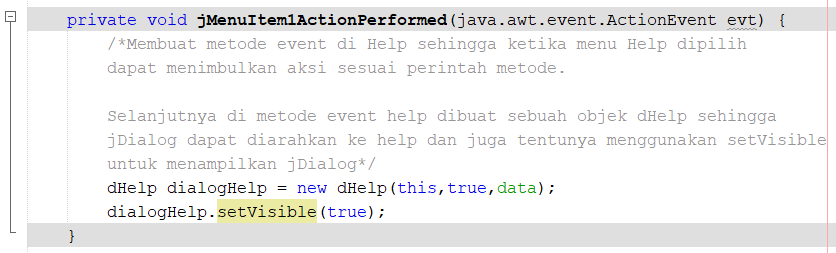 private void jMenuItem1ActionPerformed(java.awt.event.ActionEvent evt) {
/*Membuat metode event di Help sehingga ketika menu Help dipilih
dapat menimbulkan aksi sesuai perintah metode.
Selanjutnya di metode event help dibuat sebuah objek dHelp sehingga
jDialog dapat diarahkan ke help dan juga tentunya menggunakan setVisible
untuk menampilkan jDialog*/
dHelp dialogHelp = new dHelp(this,true,data);
dialogHelp.setVisible(true);
}